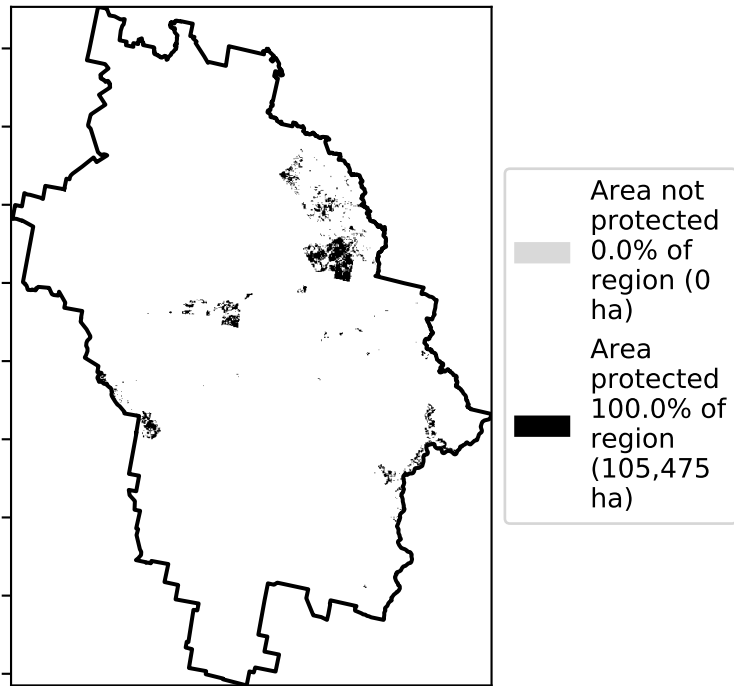 Area not
protected
0.0% of
region (0
ha)
Area
protected
100.0% of
region
(105,475
ha)